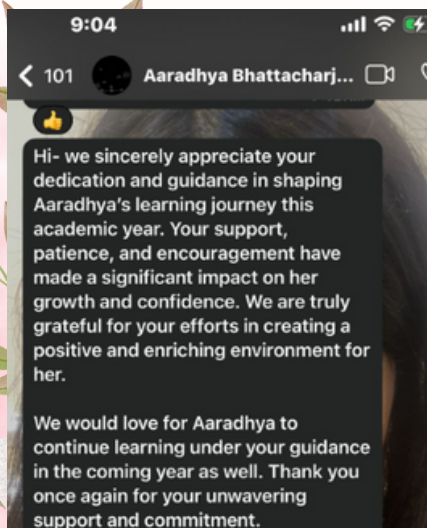 9:04
101 Aaradhya Bhattacharj...
Hi- we sincerely appreciate your
dedication and guidance in shaping
Aaradhya's learning journey this
academic year. Your support,
patience, and encouragement have
made a significant impact on her
growth and confidence. We are truly
grateful for your efforts in creating a
positive and enriching environment for
her.
We would love for Aaradhya to
continue learning under your guidance
in the coming year as well. Thank you
once again for your unwavering
support and commitment.